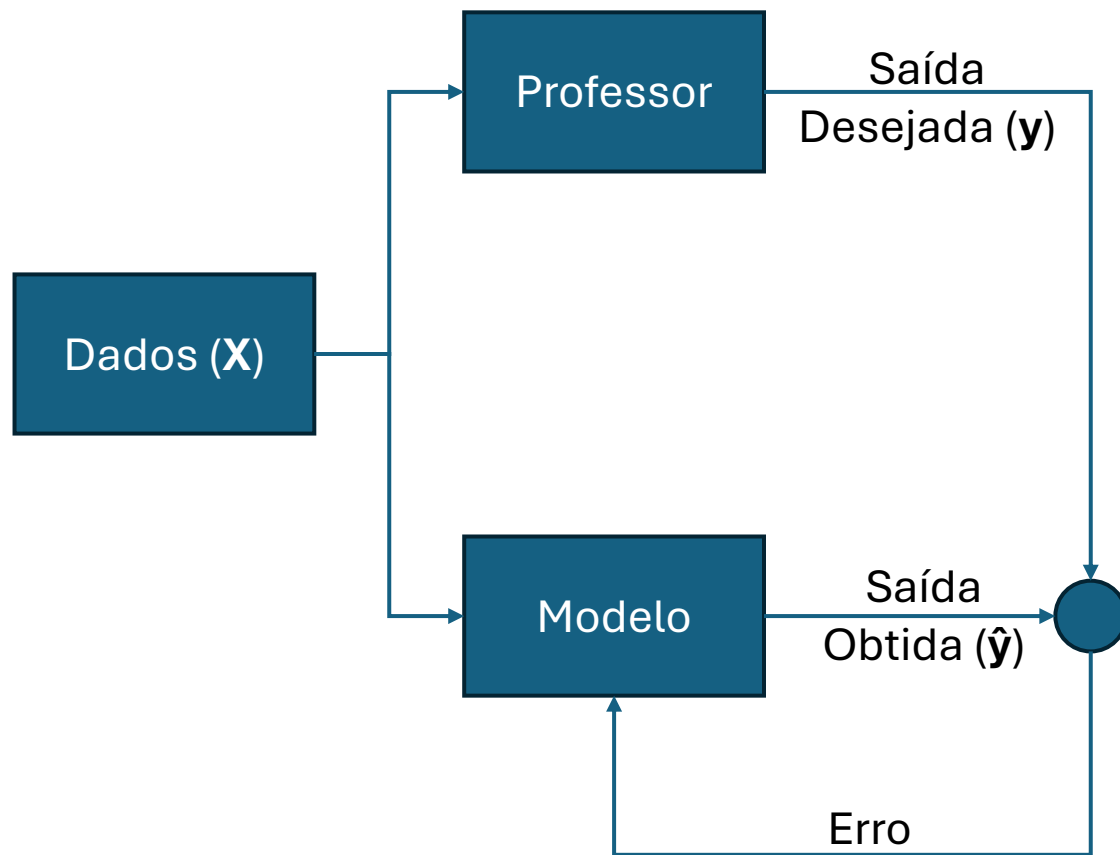 Professor
Saída
Desejada (y)
Dados (X)
Modelo
Saída
Obtida (ŷ)
Erro